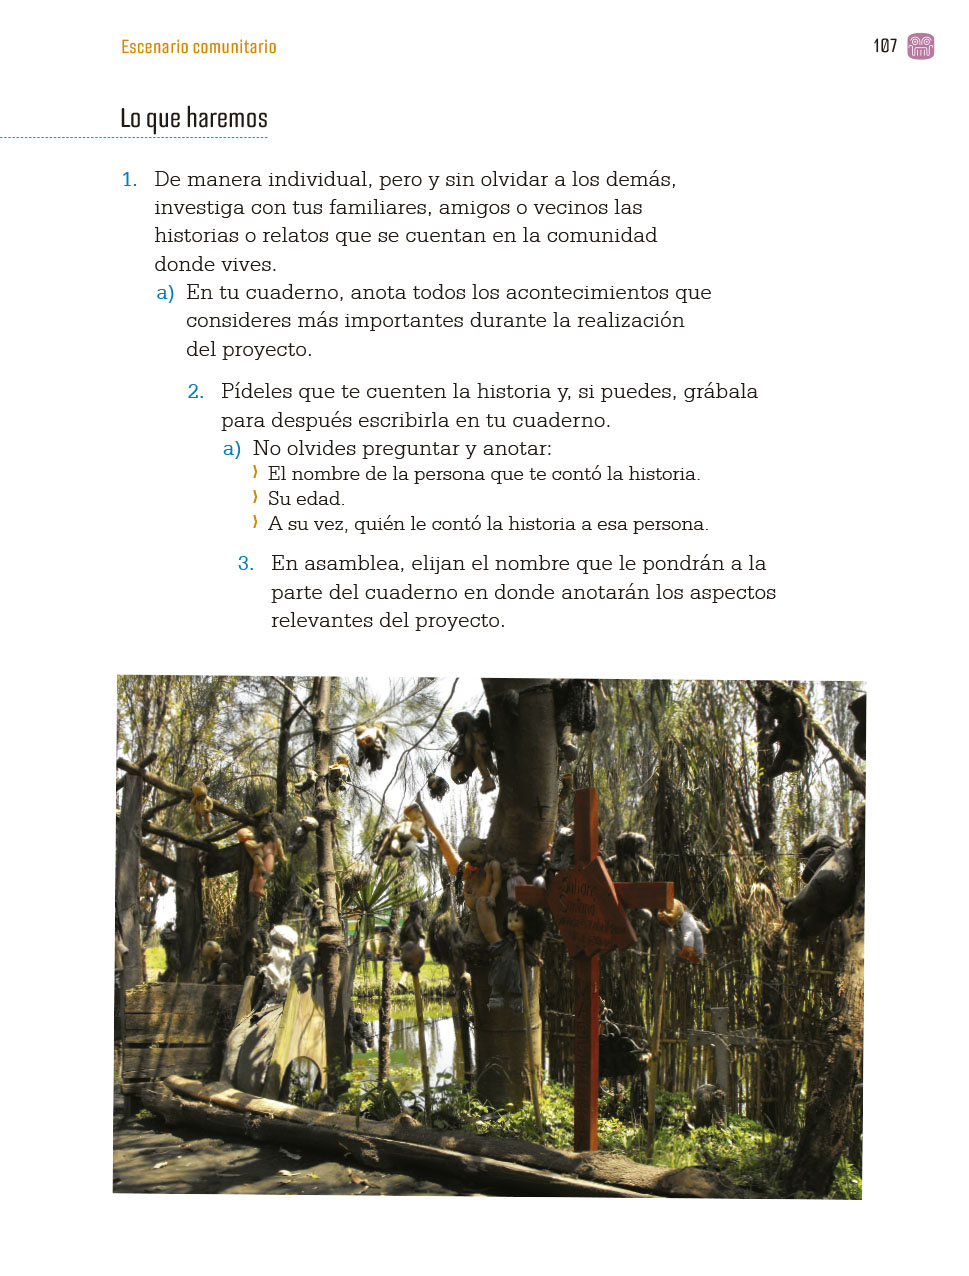 Escenario comunitario
107
Lo que haremos
1. De manera individual, pero y sin olvidar a los demás,
investiga con tus familiares, amigos o vecinos las
historias o relatos que se cuentan en la comunidad
donde vives.
a) En tu cuaderno, anota todos los acontecimientos que
consideres más importantes durante la realización
del proyecto.
2. Pídeles que te cuenten la historia y, si puedes, grábala
para después escribirla en tu cuaderno.
a) No olvides preguntar y anotar:
⟩ El nombre de la persona que te contó la historia.
⟩ Su edad.
⟩ A su vez, quién le contó la historia a esa persona.
3. En asamblea, elijan el nombre que le pondrán a la
parte del cuaderno en donde anotarán los aspectos
relevantes del proyecto.